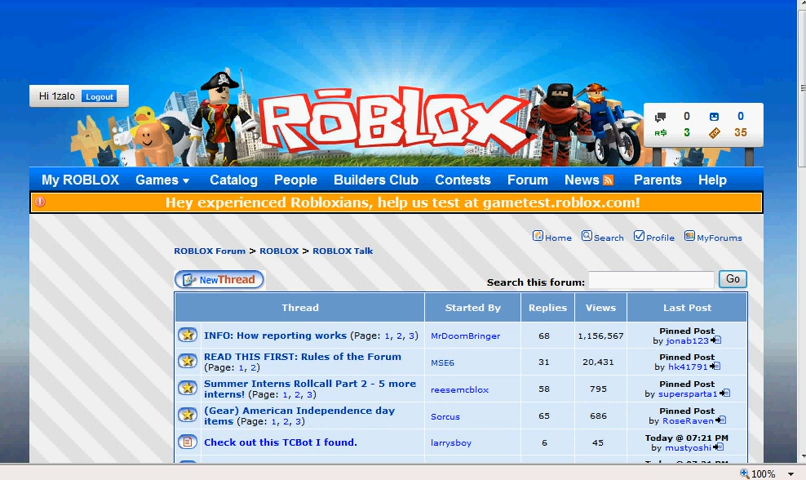 Hi 1zalo Logout
RŌBLOX
0 0
R$ 3 35
My ROBLOX Games Catalog People Builders Club Contests Forum News Parents Help
Hey experienced Robloxians, help us test at gametest.roblox.com!
Home Search Profile MyForums
ROBLOX Forum > ROBLOX > ROBLOX Talk
NewThread Search this forum: Go
Thread Started By Replies Views Last Post
INFO: How reporting works (Page: 1, 2, 3) MrDoomBringer 68 1,156,567 Pinned Post
by jonab123
READ THIS FIRST: Rules of the Forum
(Page: 1, 2) MSE6 31 20,431 Pinned Post
by hk41791
Summer Interns Rollcall Part 2 - 5 more
interns! (Page: 1, 2, 3) reesemcblox 58 795 Pinned Post
by supersparta1
(Gear) American Independence day
items (Page: 1, 2, 3) Sorcus 65 686 Pinned Post
by RoseRaven
Check out this TCBot I found. larrysboy 6 45 Today @ 07:21 PM
by mustyoshi
100%